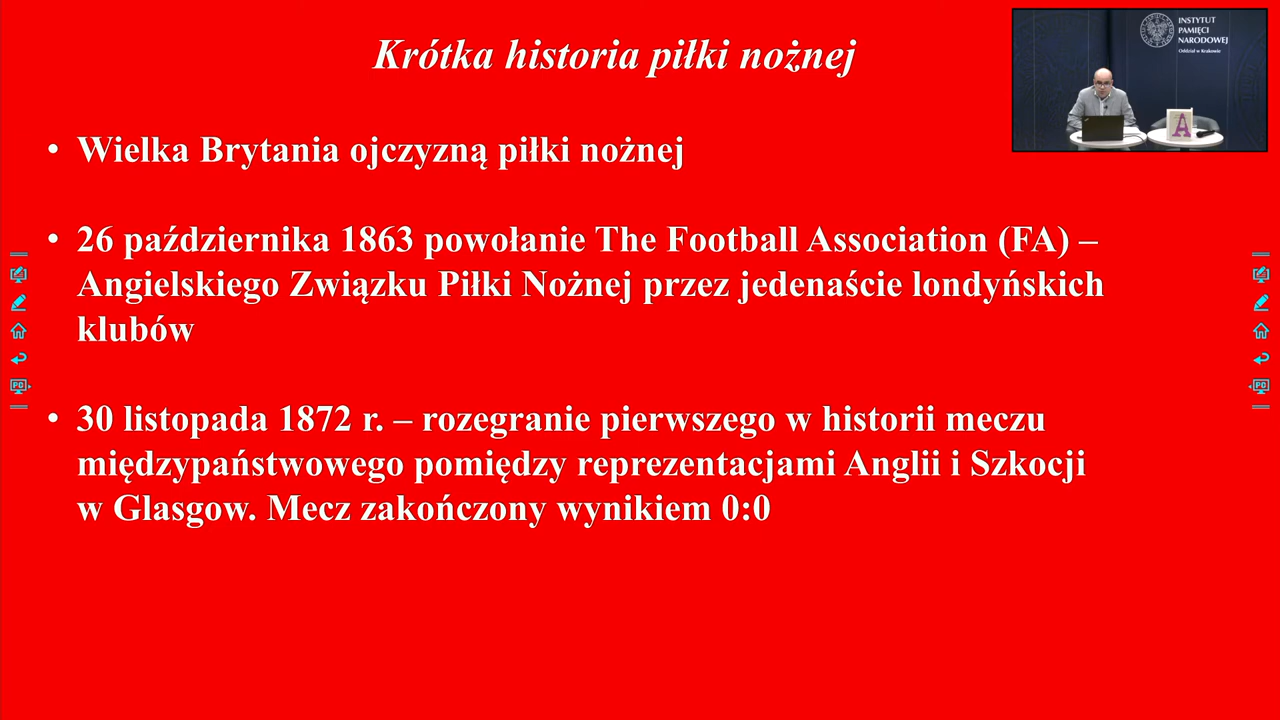 Krótka historia piłki nożnej
INSTYTUT
PAMIĘCI
NARODOWEJ
Oddział w Krakowie
A
• Wielka Brytania ojczyzną piłki nożnej
• 26 października 1863 powołanie The Football Association (FA) –
Angielskiego Związku Piłki Nożnej przez jedenaście londyńskich
klubów
• 30 listopada 1872 r. – rozegranie pierwszego w historii meczu
międzypaństwowego pomiędzy reprezentacjami Anglii i Szkocji
w Glasgow. Mecz zakończony wynikiem 0:0